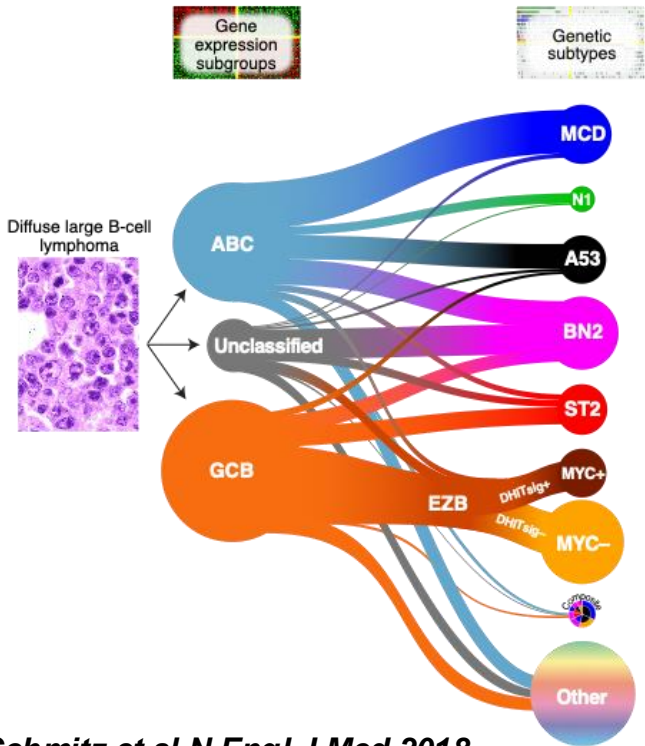 Gene
expression
subgroups
Genetic
subtypes
Diffuse large B-cell
lymphoma
ABC
Unclassified
GCB
MCD
N1
A53
BN2
ST2
EZB
DHITsig+
MYC+
DHITsig–
MYC–
Composite
Other
Schmitz et al N Engl J Med 2018